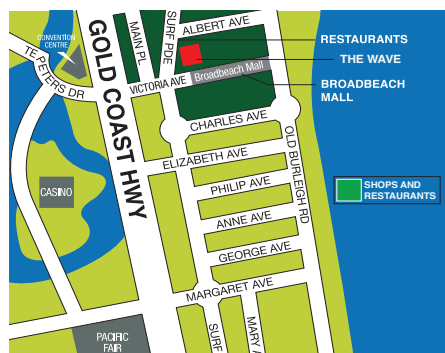 ALBERT AVE
RESTAURANTS
THE WAVE
BROADBEACH
MALL
CONVENTION
CENTRE
MAIN PL
SURF PDE
TE PETERS DR
GOLD COAST HWY
VICTORIA AVE
Broadbeach Mall
CHARLES AVE
ELIZABETH AVE
OLD BURLEIGH RD
PHILIP AVE
CASINO
SHOPS AND
RESTAURANTS
ANNE AVE
GEORGE AVE
MARGARET AVE
PACIFIC
FAIR
SURF
MARY A